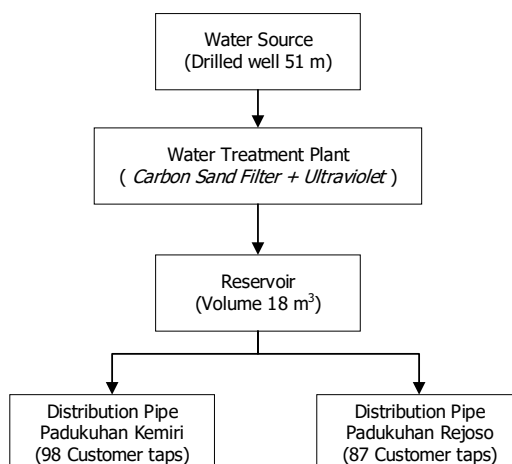 Water Source
(Drilled well 51 m)
Water Treatment Plant
( Carbon Sand Filter + Ultraviolet )
Reservoir
(Volume 18 m³)
Distribution Pipe
Padukuhan Kemiri
(98 Customer taps)
Distribution Pipe
Padukuhan Rejoso
(87 Customer taps)